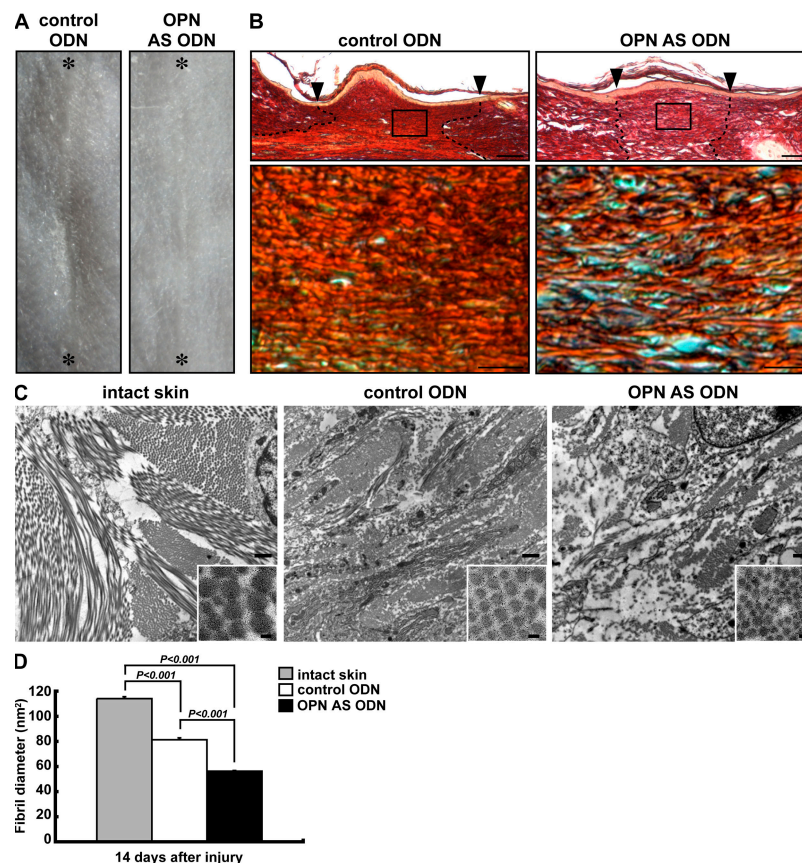 A
control
ODN
OPN
AS ODN
*
*
*
*
B
control ODN
OPN AS ODN
C
intact skin
control ODN
OPN AS ODN
D
P<0.001
P<0.001
P<0.001
intact skin
control ODN
OPN AS ODN
Fibril diameter (nm²)
120
100
80
60
40
20
0
14 days after injury